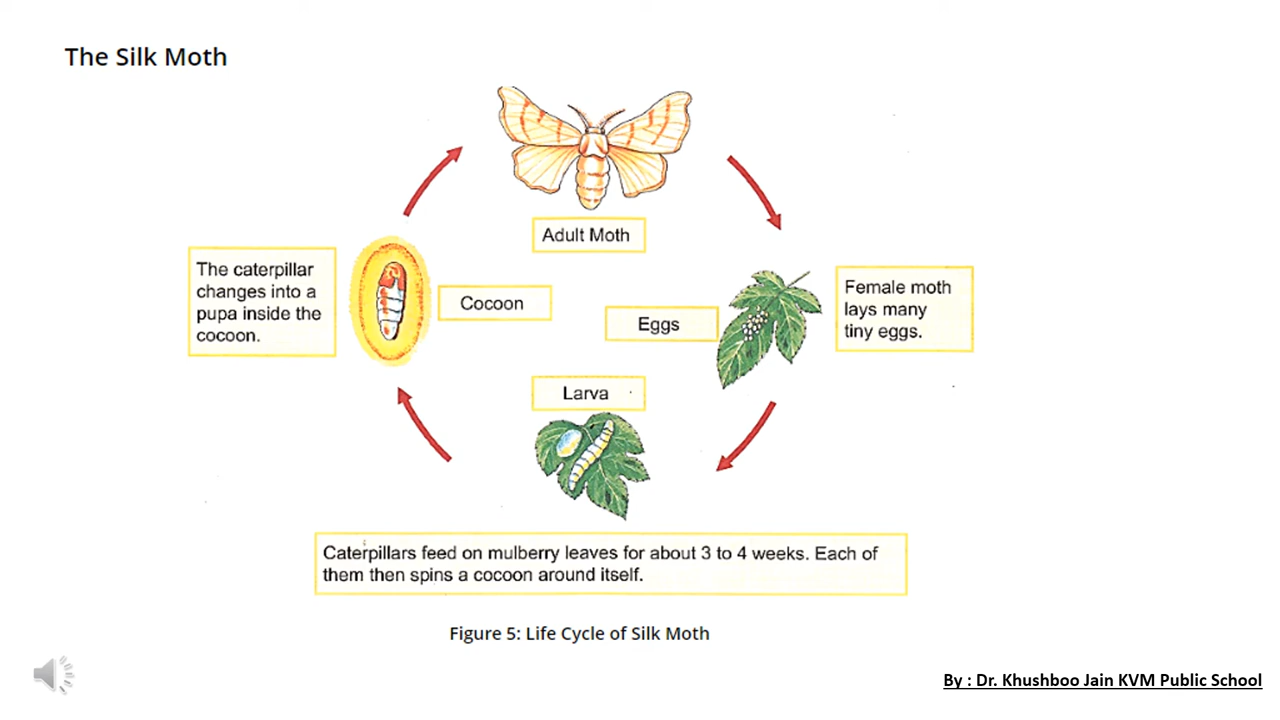 The Silk Moth
Adult Moth
The caterpillar
changes into a
pupa inside the
cocoon.
Cocoon
Eggs
Female moth
lays many
tiny eggs.
Larva
Caterpillars feed on mulberry leaves for about 3 to 4 weeks. Each of
them then spins a cocoon around itself.
Figure 5: Life Cycle of Silk Moth
By : Dr. Khushboo Jain KVM Public School